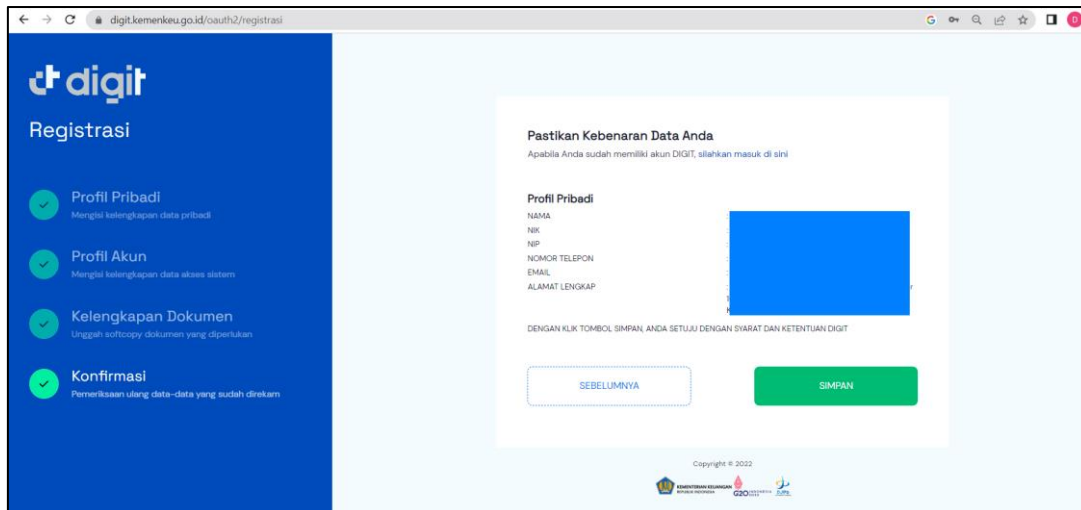 digit.kemenkeu.go.id/oauth2/registrasi
digit
Registrasi
Profil Pribadi
Mengisi kelengkapan data pribadi
Profil Akun
Mengisi kelengkapan data akses sistem
Kelengkapan Dokumen
Unggah softcopy dokumen yang diperlukan
Konfirmasi
Pemeriksaan ulang data-data yang sudah direkam
Pastikan Kebenaran Data Anda
Apabila Anda sudah memiliki akun DIGIT, silahkan masuk di sini
Profil Pribadi
NAMA :
NIK :
NIP :
NOMOR TELEPON :
EMAIL :
ALAMAT LENGKAP :
DENGAN KLIK TOMBOL SIMPAN, ANDA SETUJU DENGAN SYARAT DAN KETENTUAN DIGIT
SEBELUMNYA
SIMPAN
Copyright © 2022
KEMENTERIAN KEUANGAN
REPUBLIK INDONESIA
G20